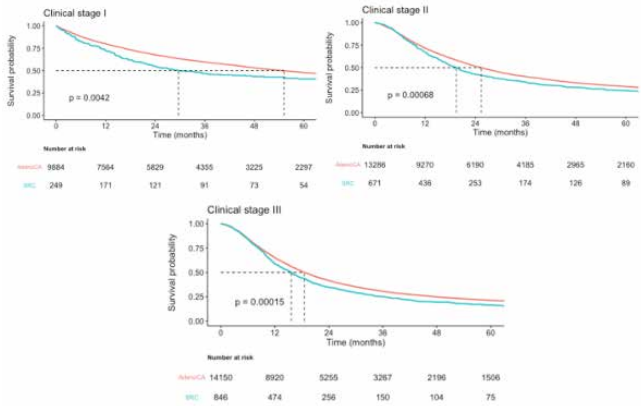 Clinical stage I
Survival probability
1.00
0.75
0.50
0.25
0.00
p = 0.0042
0 12 24 36 48 60
Time (months)
Number at risk
AdenoCA 9884 7564 5829 4355 3225 2297
SRC 249 171 121 91 73 54
Clinical stage II
Survival probability
1.00
0.75
0.50
0.25
0.00
p = 0.00068
0 12 24 36 48 60
Time (months)
Number at risk
AdenoCA 13286 9270 6190 4185 2965 2160
SRC 671 436 253 174 126 89
Clinical stage III
Survival probability
1.00
0.75
0.50
0.25
0.00
p = 0.00015
0 12 24 36 48 60
Time (months)
Number at risk
AdenoCA 14150 8920 5255 3267 2196 1506
SRC 846 474 256 150 104 75